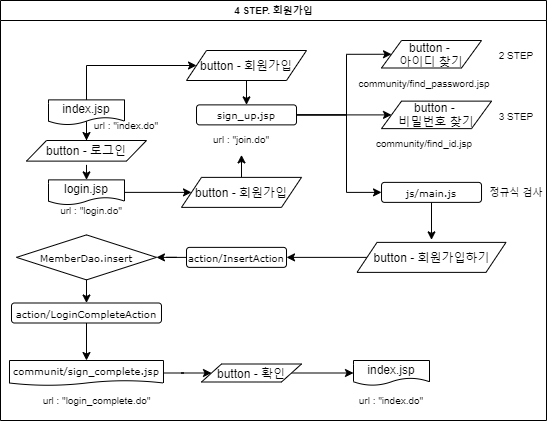 4 STEP. 회원가입
button - 회원가입
button -
아이디 찾기
2 STEP
community/find_password.jsp
index.jsp
url : "index.do"
sign_up.jsp
url : "join.do"
button -
비밀번호 찾기
3 STEP
community/find_id.jsp
button - 로그인
login.jsp
url : "login.do"
button - 회원가입
js/main.js
정규식 검사
MemberDao.insert
action/InsertAction
button - 회원가입하기
action/LoginCompleteAction
communit/sign_complete.jsp
url : "login_complete.do"
button - 확인
index.jsp
url : "index.do"